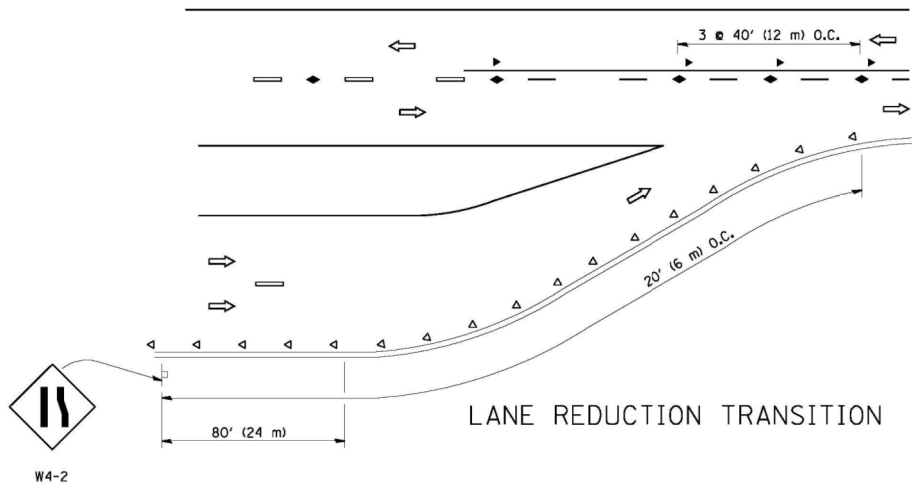 3 @ 40' (12 m) O.C.
20' (6 m) O.C.
LANE REDUCTION TRANSITION
80' (24 m)
W4-2